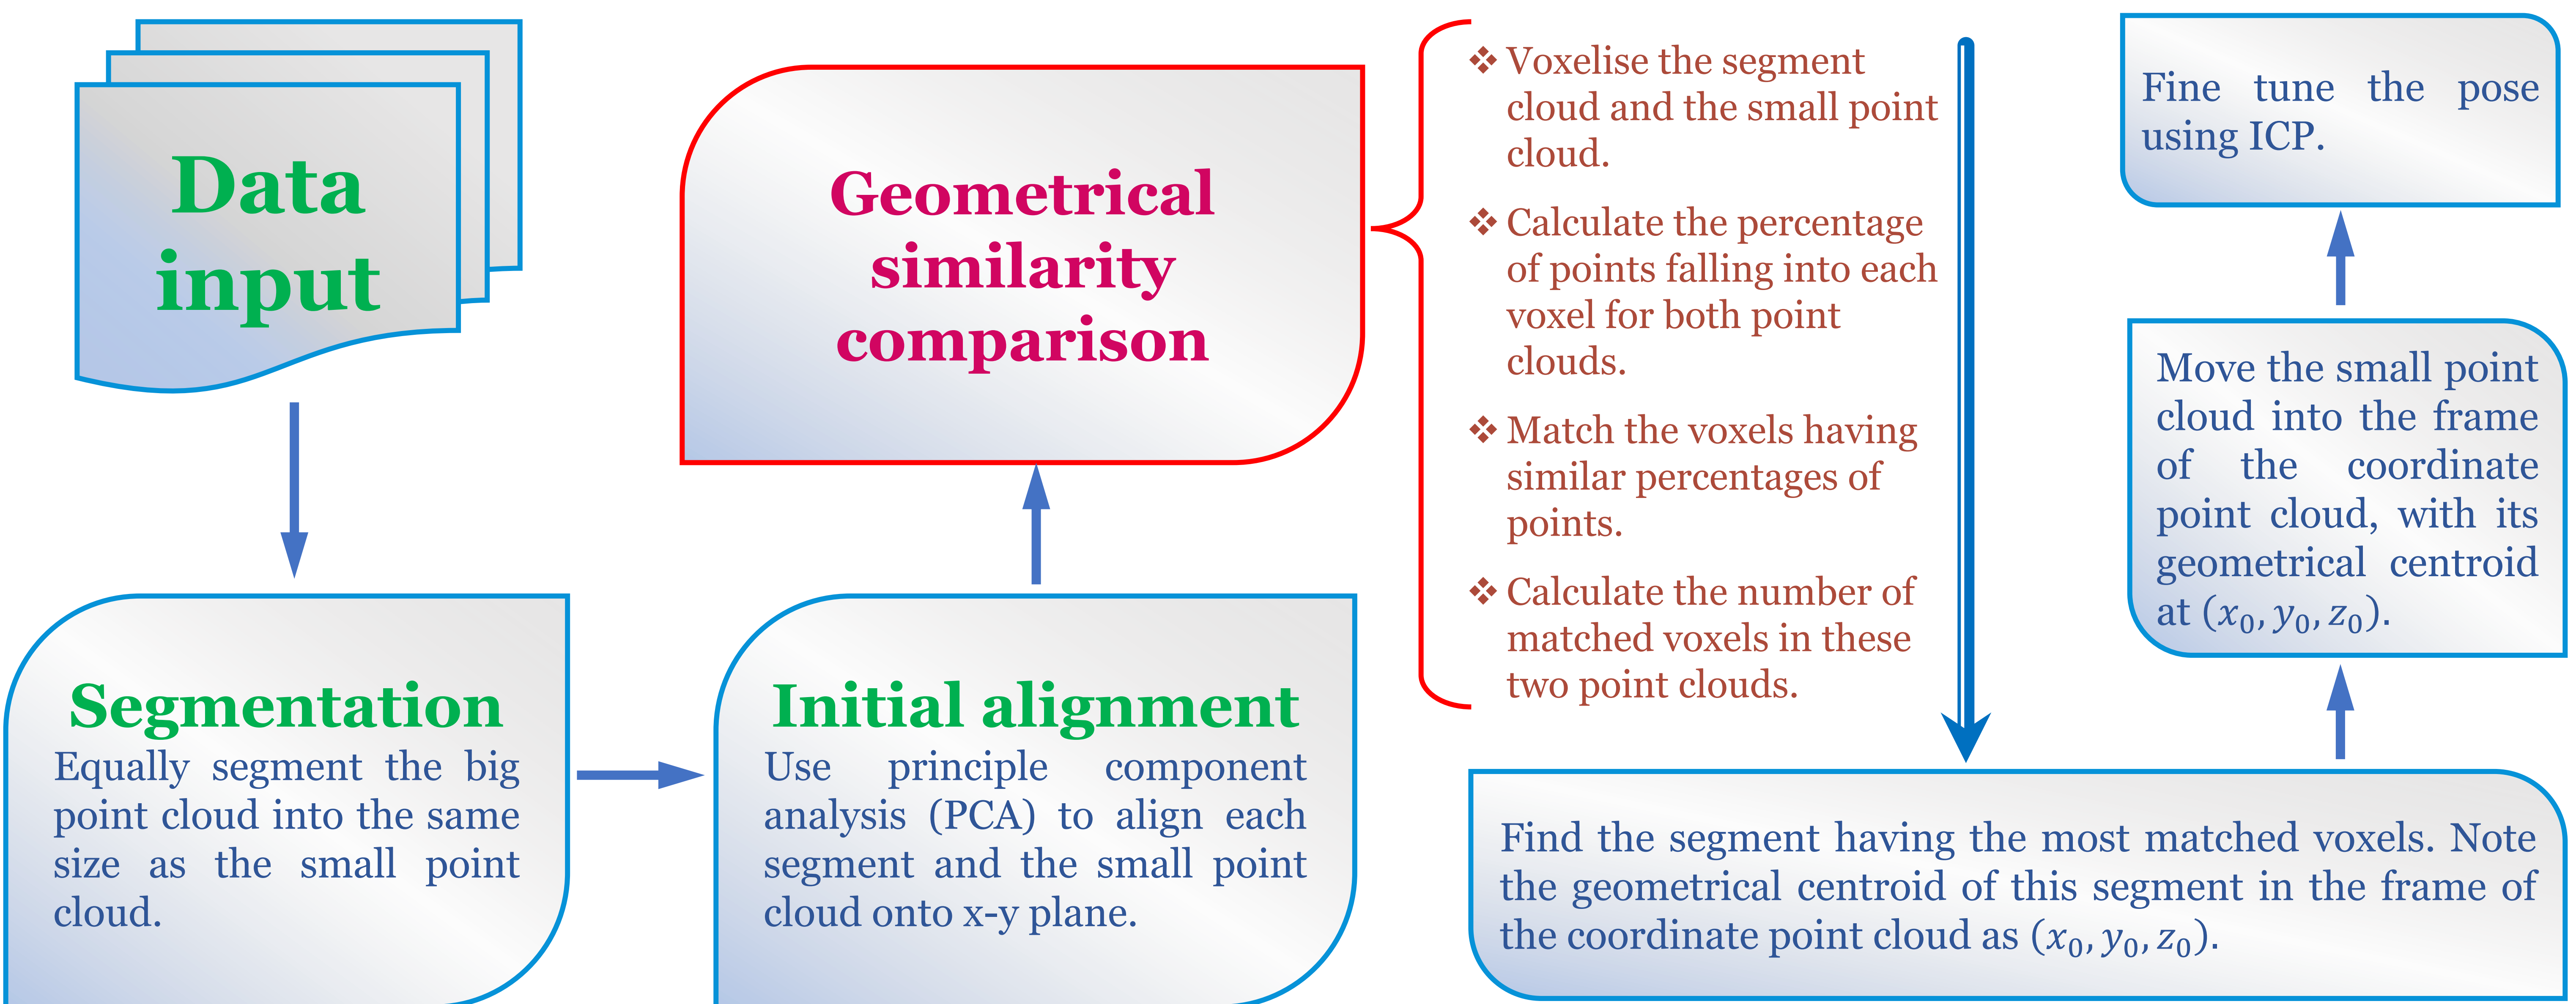 Data
input
Segmentation
Equally segment the big
point cloud into the same
size as the small point
cloud.
Initial alignment
Use principle component
analysis (PCA) to align each
segment and the small point
cloud onto x-y plane.
Geometrical
similarity
comparison
❖ Voxelise the segment
cloud and the small point
cloud.
❖ Calculate the percentage
of points falling into each
voxel for both point
clouds.
❖ Match the voxels having
similar percentages of
points.
❖ Calculate the number of
matched voxels in these
two point clouds.
Find the segment having the most matched voxels. Note
the geometrical centroid of this segment in the frame of
the coordinate point cloud as (x₀, y₀, z₀).
Move the small point
cloud into the frame
of the coordinate
point cloud, with its
geometrical centroid
at (x₀, y₀, z₀).
Fine tune the pose
using ICP.